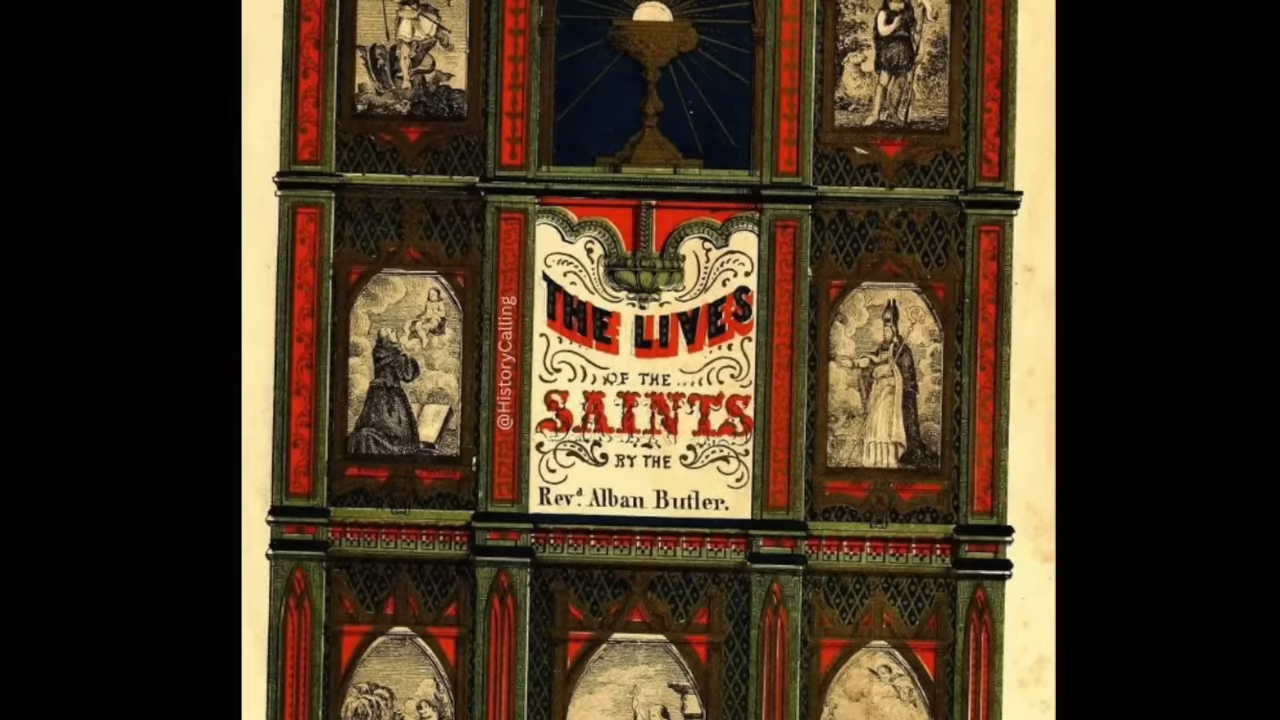 THE LIVES
OF THE
SAINTS
BY THE
Revd. Alban Butler.
@HistoryCalling